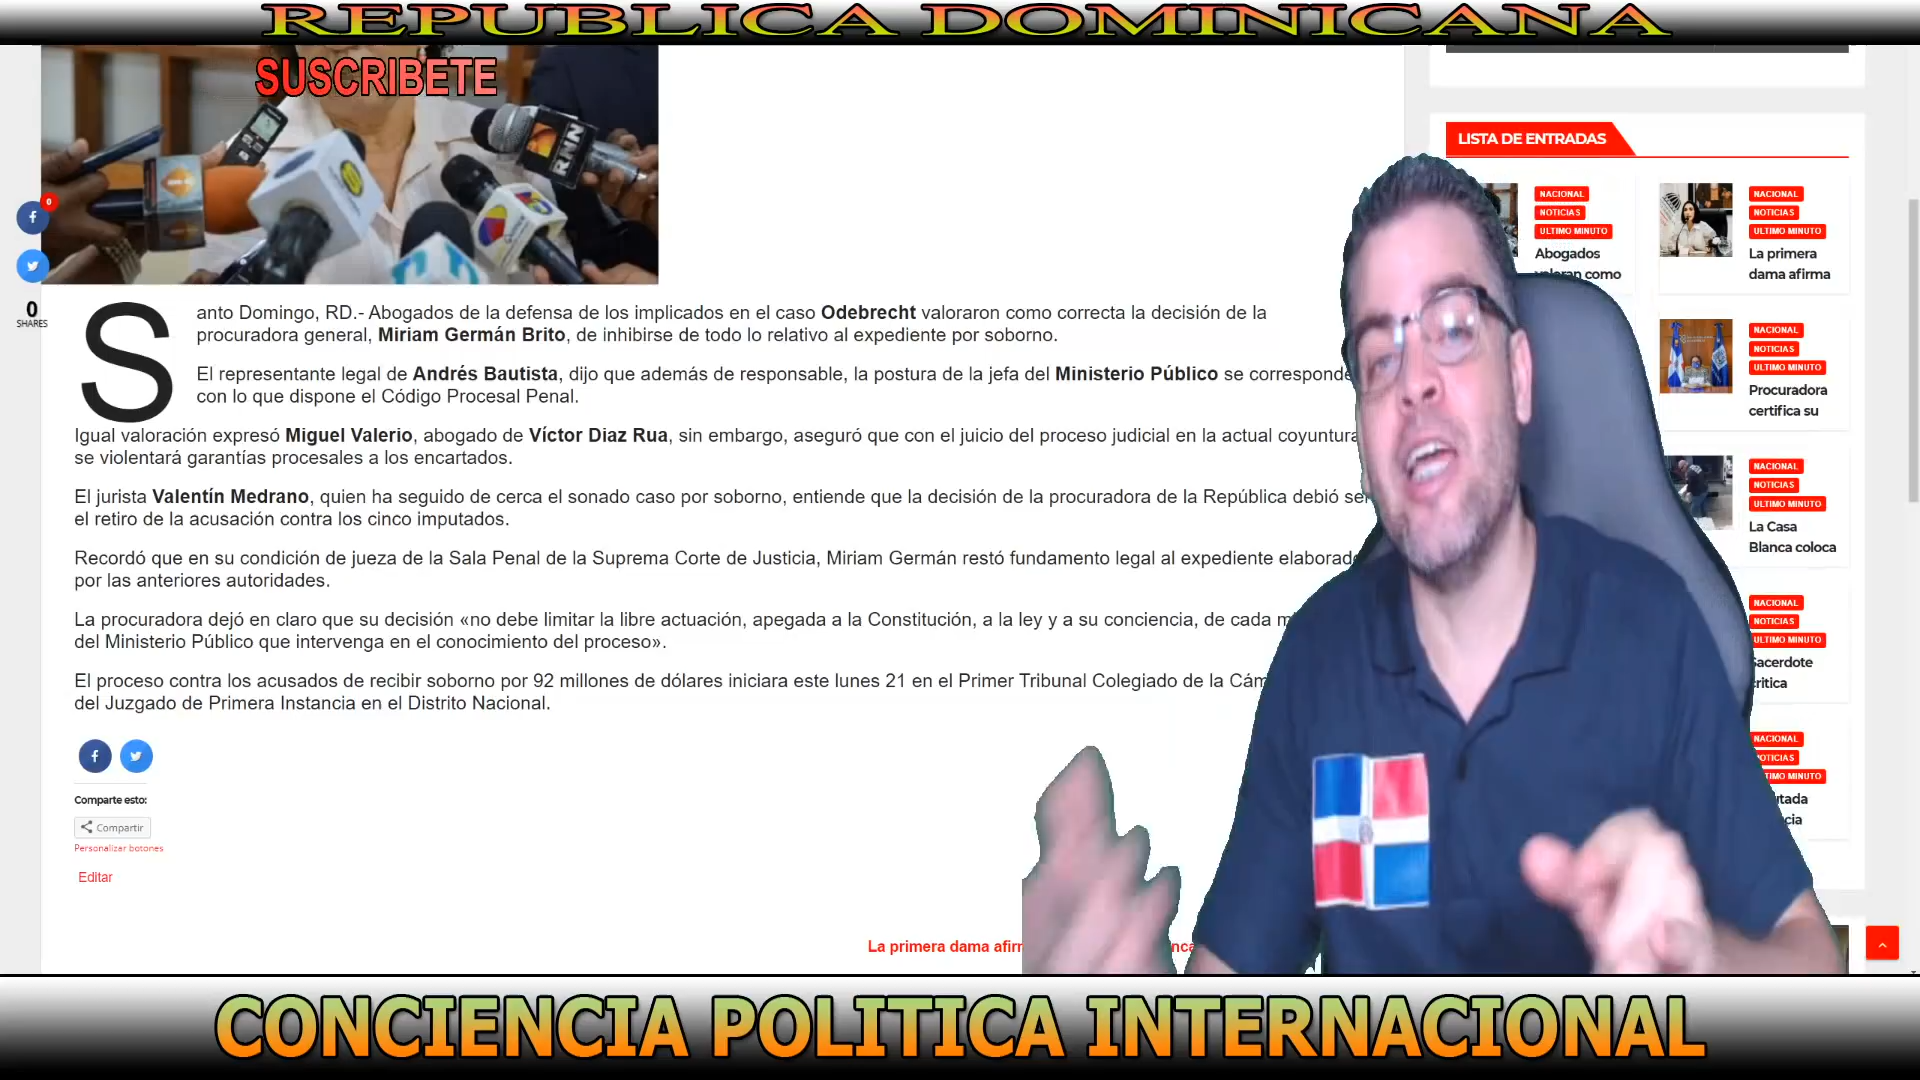 REPUBLICA DOMINICANA
SUSCRIBETE
RNN
0
0
SHARES
Santo Domingo, RD.- Abogados de la defensa de los implicados en el caso Odebrecht valoraron como correcta la decisión de la
procuradora general, Miriam Germán Brito, de inhibirse de todo lo relativo al expediente por soborno.
El representante legal de Andrés Bautista, dijo que además de responsable, la postura de la jefa del Ministerio Público se corresponde
con lo que dispone el Código Procesal Penal.
Igual valoración expresó Miguel Valerio, abogado de Víctor Diaz Rua, sin embargo, aseguró que con el juicio del proceso judicial en la actual coyuntura
se violentará garantías procesales a los encartados.
El jurista Valentín Medrano, quien ha seguido de cerca el sonado caso por soborno, entiende que la decisión de la procuradora de la República debió ser
el retiro de la acusación contra los cinco imputados.
Recordó que en su condición de jueza de la Sala Penal de la Suprema Corte de Justicia, Miriam Germán restó fundamento legal al expediente elaborado
por las anteriores autoridades.
La procuradora dejó en claro que su decisión «no debe limitar la libre actuación, apegada a la Constitución, a la ley y a su conciencia, de cada
del Ministerio Público que intervenga en el conocimiento del proceso».
El proceso contra los acusados de recibir soborno por 92 millones de dólares iniciara este lunes 21 en el Primer Tribunal Colegiado de la
del Juzgado de Primera Instancia en el Distrito Nacional.
Comparte esto:
Compartir
Personalizar botones
Editar
La primera dama
LISTA DE ENTRADAS
NACIONAL
NOTICIAS
ULTIMO MINUTO
Abogados
valoran como
NACIONAL
NOTICIAS
ULTIMO MINUTO
La primera
dama afirma
NACIONAL
NOTICIAS
ULTIMO MINUTO
Procuradora
certifica su
NACIONAL
NOTICIAS
ULTIMO MINUTO
La Casa
Blanca coloca
NACIONAL
NOTICIAS
ULTIMO MINUTO
Sacerdote
critica
NACIONAL
NOTICIAS
ULTIMO MINUTO
CONCIENCIA POLITICA INTERNACIONAL